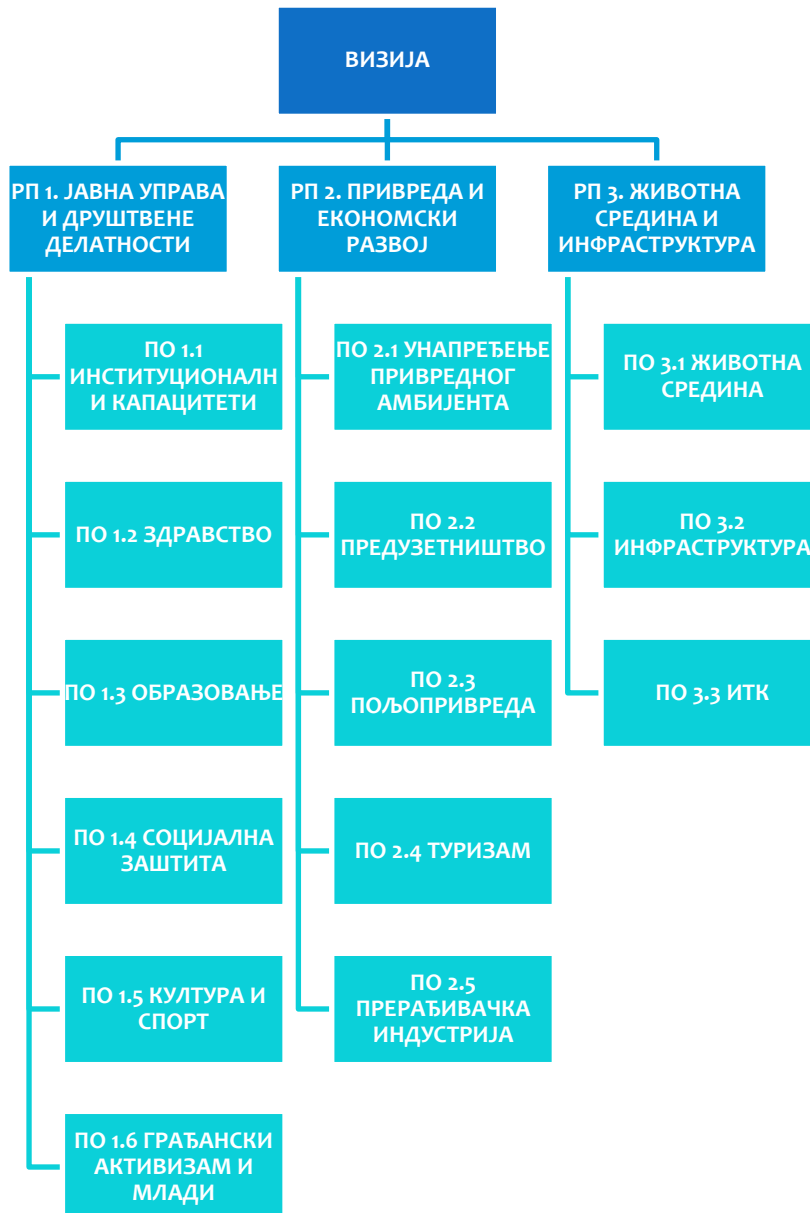 ВИЗИЈА
РП 1. ЈАВНА УПРАВА
И ДРУШТВЕНЕ
ДЕЛАТНОСТИ
ПО 1.1
ИНСТИТУЦИОНАЛН
И КАПАЦИТЕТИ
ПО 1.2 ЗДРАВСТВО
ПО 1.3 ОБРАЗОВАЊЕ
ПО 1.4 СОЦИЈАЛНА
ЗАШТИТА
ПО 1.5 КУЛТУРА И
СПОРТ
ПО 1.6 ГРАЂАНСКИ
АКТИВИЗАМ И
МЛАДИ
РП 2. ПРИВРЕДА И
ЕКОНОМСКИ
РАЗВОЈ
ПО 2.1 УНАПРЕЂЕЊЕ
ПРИВРЕДНОГ
АМБИЈЕНТА
ПО 2.2
ПРЕДУЗЕТНИШТВО
ПО 2.3
ПОЉОПРИВРЕДА
ПО 2.4 ТУРИЗАМ
ПО 2.5
ПРЕРАЂИВАЧКА
ИНДУСТРИЈА
РП 3. ЖИВОТНА
СРЕДИНА И
ИНФРАСТРУКТУРА
ПО 3.1 ЖИВОТНА
СРЕДИНА
ПО 3.2
ИНФРАСТРУКТУРА
ПО 3.3 ИТК